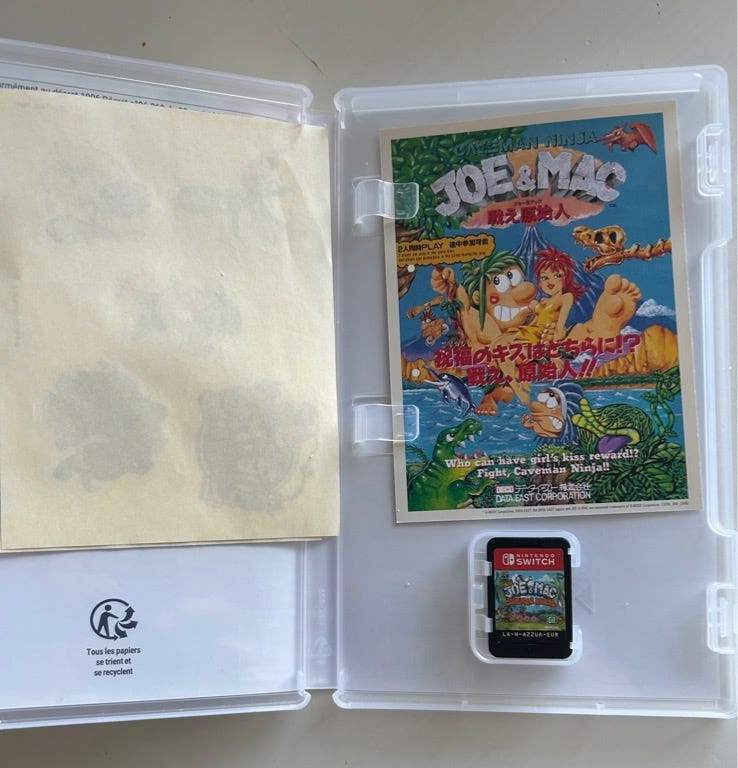 Tous les papiers
se trient et
se recyclent
CAVEMAN NINJA
JOE & MAC
ジョー＆マック
戦え原始人
2人同時PLAY 途中参加可能
祝福のキスはどちらに!?
戦え、原始人!!
Who can have girl's kiss reward!?
Fight, Caveman Ninja!!
DECO データイースト株式会社
DATA EAST CORPORATION
NINTENDO
SWITCH
JOE & MAC
LA-H-AZZUA-EUR